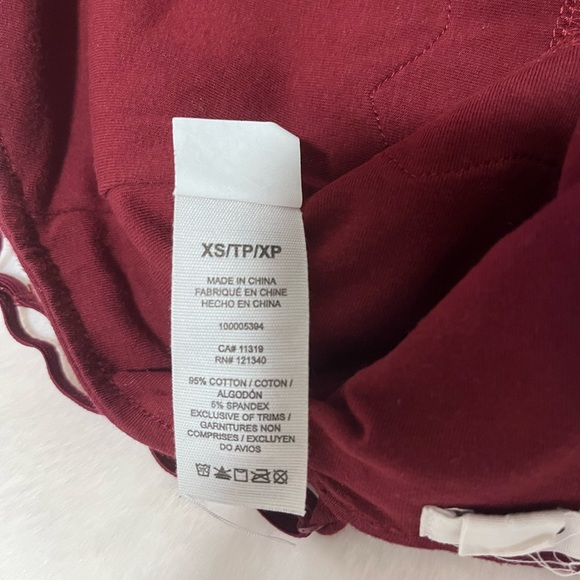 XS/TP/XP
MADE IN CHINA
FABRIQUÉ EN CHINE
HECHO EN CHINA
100005394
CA# 11319
RN# 121340
95% COTTON / COTON /
ALGODÓN
5% SPANDEX
EXCLUSIVE OF TRIMS /
GARNITURES NON
COMPRISES / EXCLUYEN
DO AVIOS